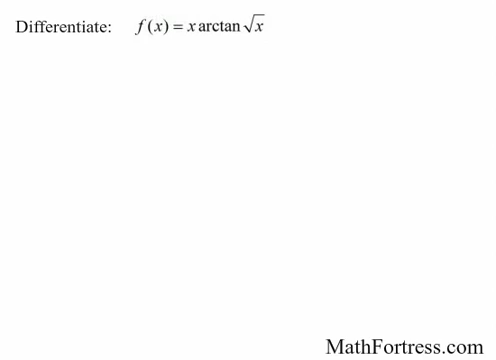 Differentiate: f(x) = x arctan √x
MathFortress.com